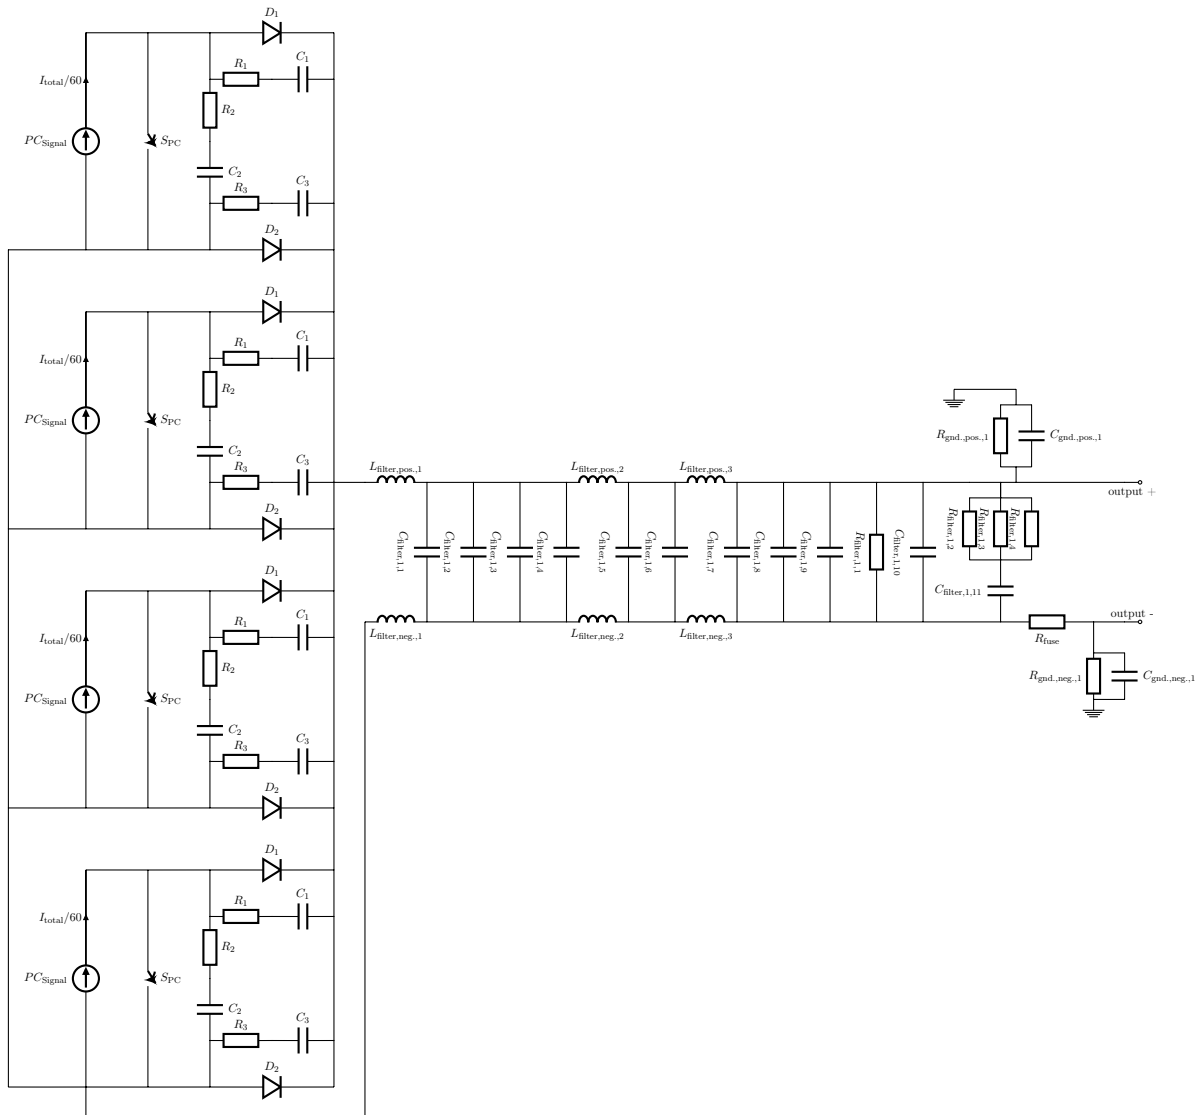 D1
C1
Itotal/60
R1
R2
PCSignal
SPC
C2
R3
C3
D2
D1
C1
Itotal/60
R1
R2
PCSignal
SPC
C2
R3
C3
D2
Lfilter,pos.,1
Lfilter,pos.,2
Lfilter,pos.,3
Rgnd.,pos.,1
Cgnd.,pos.,1
output +
Cfilter,1,1
Cfilter,1,2
Cfilter,1,3
Cfilter,1,4
Cfilter,1,5
Cfilter,1,6
Cfilter,1,7
Cfilter,1,8
Cfilter,1,9
Rfilter,1,1
Cfilter,1,10
Rfilter,1,2
Rfilter,1,3
Rfilter,1,4
Cfilter,1,11
output -
Lfilter,neg.,1
Lfilter,neg.,2
Lfilter,neg.,3
Rfuse
Rgnd.,neg.,1
Cgnd.,neg.,1
D1
C1
Itotal/60
R1
R2
PCSignal
SPC
C2
R3
C3
D2
D1
C1
Itotal/60
R1
R2
PCSignal
SPC
C2
R3
C3
D2